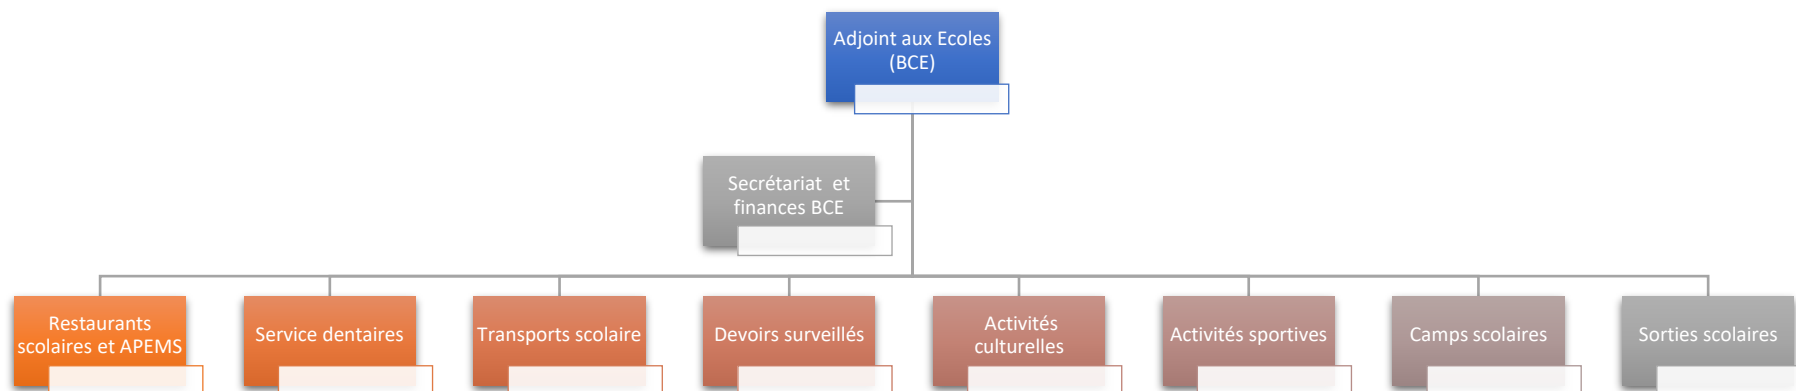 Adjoint aux Ecoles
(BCE)
Secrétariat et
finances BCE
Restaurants
scolaires et APEMS
Service dentaires
Transports scolaire
Devoirs surveillés
Activités
culturelles
Activités sportives
Camps scolaires
Sorties scolaires